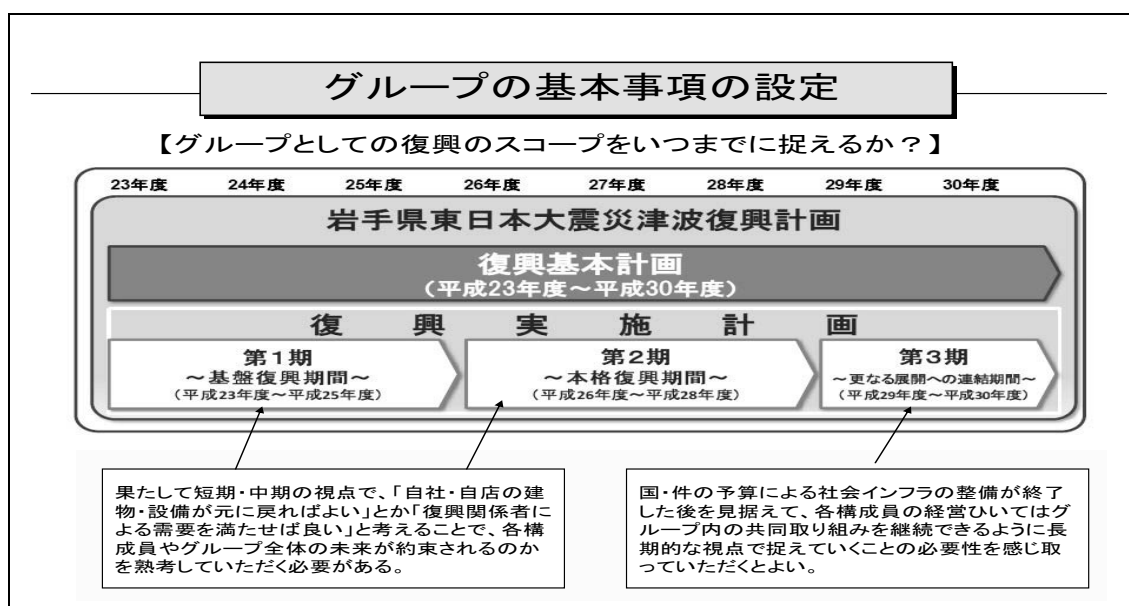 グループの基本事項の設定
【グループとしての復興のスコープをいつまでに捉えるか?】
23年度 24年度 25年度 26年度 27年度 28年度 29年度 30年度
岩手県東日本大震災津波復興計画
復興基本計画
(平成23年度~平成30年度)
復興実施計画
第1期
~基盤復興期間~
(平成23年度~平成25年度)
第2期
~本格復興期間~
(平成26年度~平成28年度)
第3期
~更なる展開への連結期間~
(平成29年度~平成30年度)
果たして短期・中期の視点で、「自社・自店の建
物・設備が元に戻ればよい」とか「復興関係者
による需要を満たせば良い」と考えることで、各構
成員やグループ全体の未来が約束されるのか
を熟考していただく必要がある。
国・件の予算による社会インフラの整備が終了
した後を見据えて、各構成員の経営ひいてはグ
ループ内の共同取り組みを継続できるように長
期的な視点で捉えていくことの必要性を感じ取
っていただくとよい。